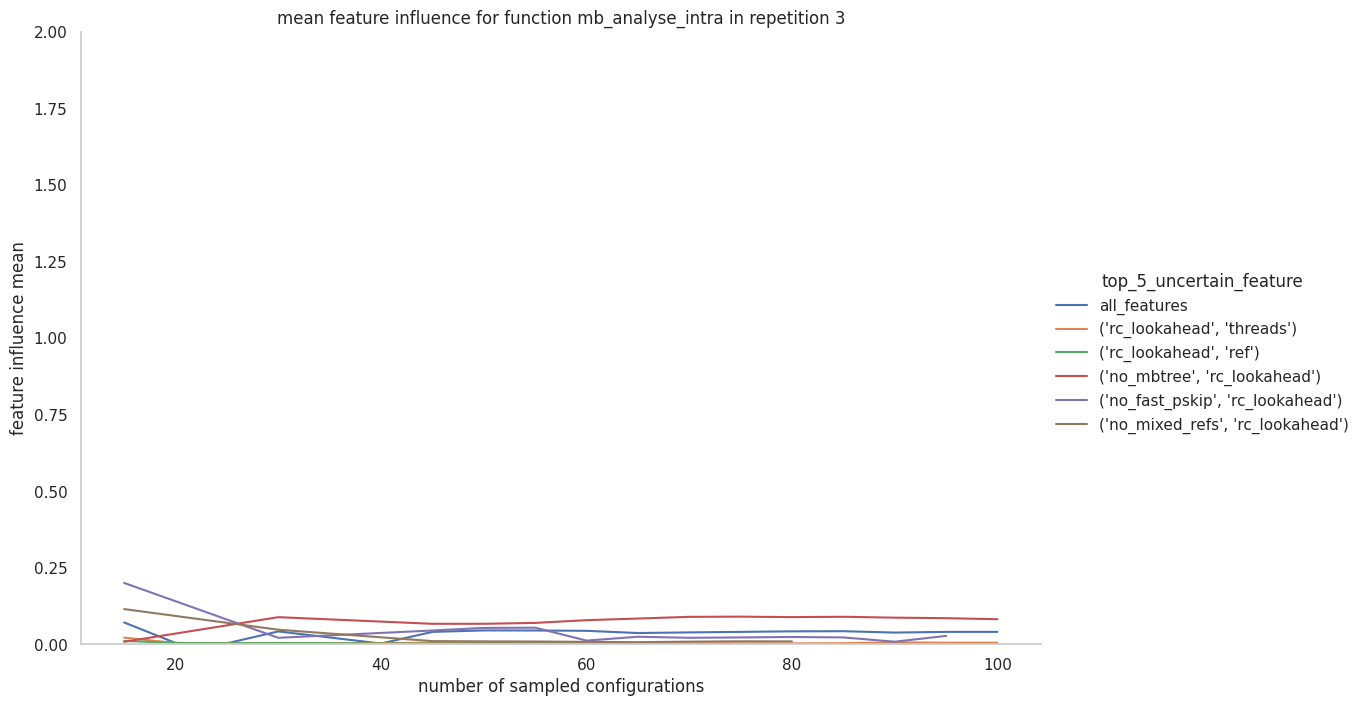 mean feature influence for function mb_analyse_intra in repetition 3
2.00
1.75
1.50
1.25
1.00
0.75
0.50
0.25
0.00
feature influence mean
20
40
60
80
100
number of sampled configurations
top_5_uncertain_feature
all_features
('rc_lookahead', 'threads')
('rc_lookahead', 'ref')
('no_mbtree', 'rc_lookahead')
('no_fast_pskip', 'rc_lookahead')
('no_mixed_refs', 'rc_lookahead')